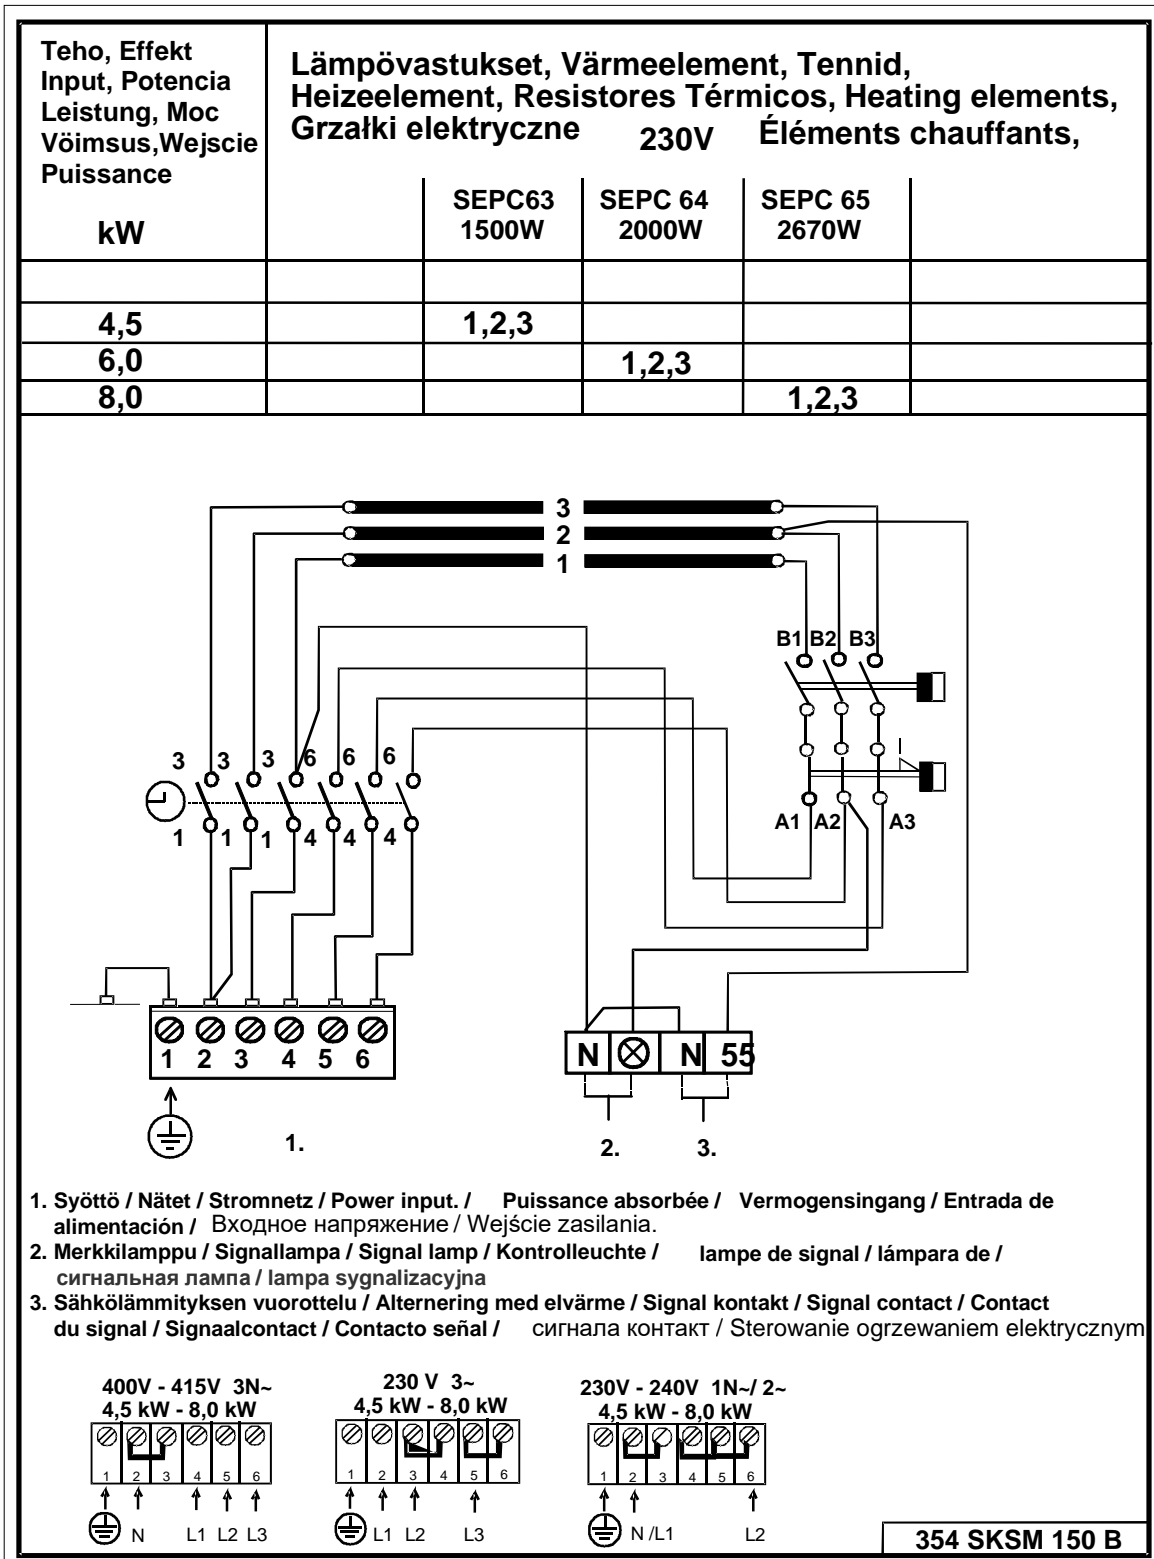 Teho, Effekt
Input, Potencia
Leistung, Moc
Vöimsus,Wejscie
Puissance
kW
Lämpövastukset, Värmeelement, Tennid,
Heizeelement, Resistores Térmicos, Heating elements,
Grzałki elektryczne 230V Éléments chauffants,
SEPC63 SEPC 64 SEPC 65
1500W 2000W 2670W
4,5 1,2,3
6,0 1,2,3
8,0 1,2,3
3
2
1
B1 B2 B3
3 3 3 6 6 6
1 1 1 4 4 4
A1 A2 A3
1 2 3 4 5 6
N N 55
1. 2. 3.
1. Syöttö / Nätet / Stromnetz / Power input. / Puissance absorbée / Vermogensingang / Entrada de
alimentación / Входное напряжение / Wejście zasilania.
2. Merkkilamppu / Signallampa / Signal lamp / Kontrolleuchte / lampe de signal / lámpara de /
сигнальная лампа / lampa sygnalizacyjna
3. Sähkölämmityksen vuorottelu / Alternering med elvärme / Signal kontakt / Signal contact / Contact
du signal / Signaalcontact / Contacto señal / сигнала контакт / Sterowanie ogrzewaniem elektrycznym
400V - 415V 3N~
4,5 kW - 8,0 kW
1 2 3 4 5 6
N L1 L2 L3
230 V 3~
4,5 kW - 8,0 kW
1 2 3 4 5 6
L1 L2 L3
230V - 240V 1N~/ 2~
4,5 kW - 8,0 kW
1 2 3 4 5 6
N /L1 L2
354 SKSM 150 B